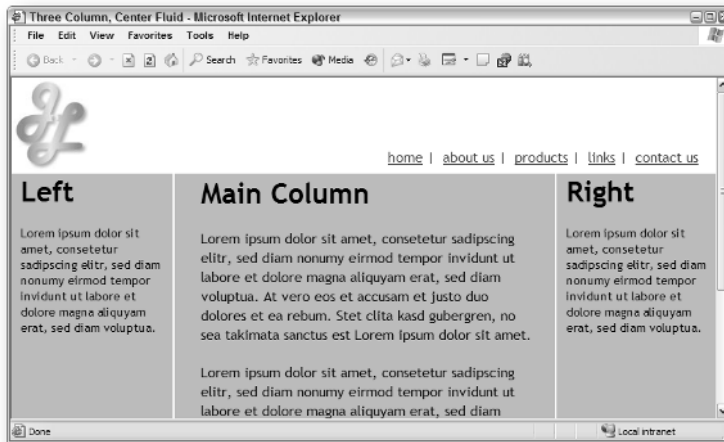 Three Column, Center Fluid - Microsoft Internet Explorer
File Edit View Favorites Tools Help
Back Search Favorites Media
home | about us | products | links | contact us
Left
Lorem ipsum dolor sit
amet, consetetur
sadipscing elitr, sed diam
nonumy eirmod tempor
invidunt ut labore et
dolore magna aliquyam
erat, sed diam voluptua.
Main Column
Lorem ipsum dolor sit amet, consetetur sadipscing
elitr, sed diam nonumy eirmod tempor invidunt ut
labore et dolore magna aliquyam erat, sed diam
voluptua. At vero eos et accusam et justo duo
dolores et ea rebum. Stet clita kasd gubergren, no
sea takimata sanctus est Lorem ipsum dolor sit amet.
Lorem ipsum dolor sit amet, consetetur sadipscing
elitr, sed diam nonumy eirmod tempor invidunt ut
labore et dolore magna aliquyam erat, sed diam
Right
Lorem ipsum dolor sit
amet, consetetur
sadipscing elitr, sed diam
nonumy eirmod tempor
invidunt ut labore et
dolore magna aliquyam
erat, sed diam voluptua.
Done
Local intranet